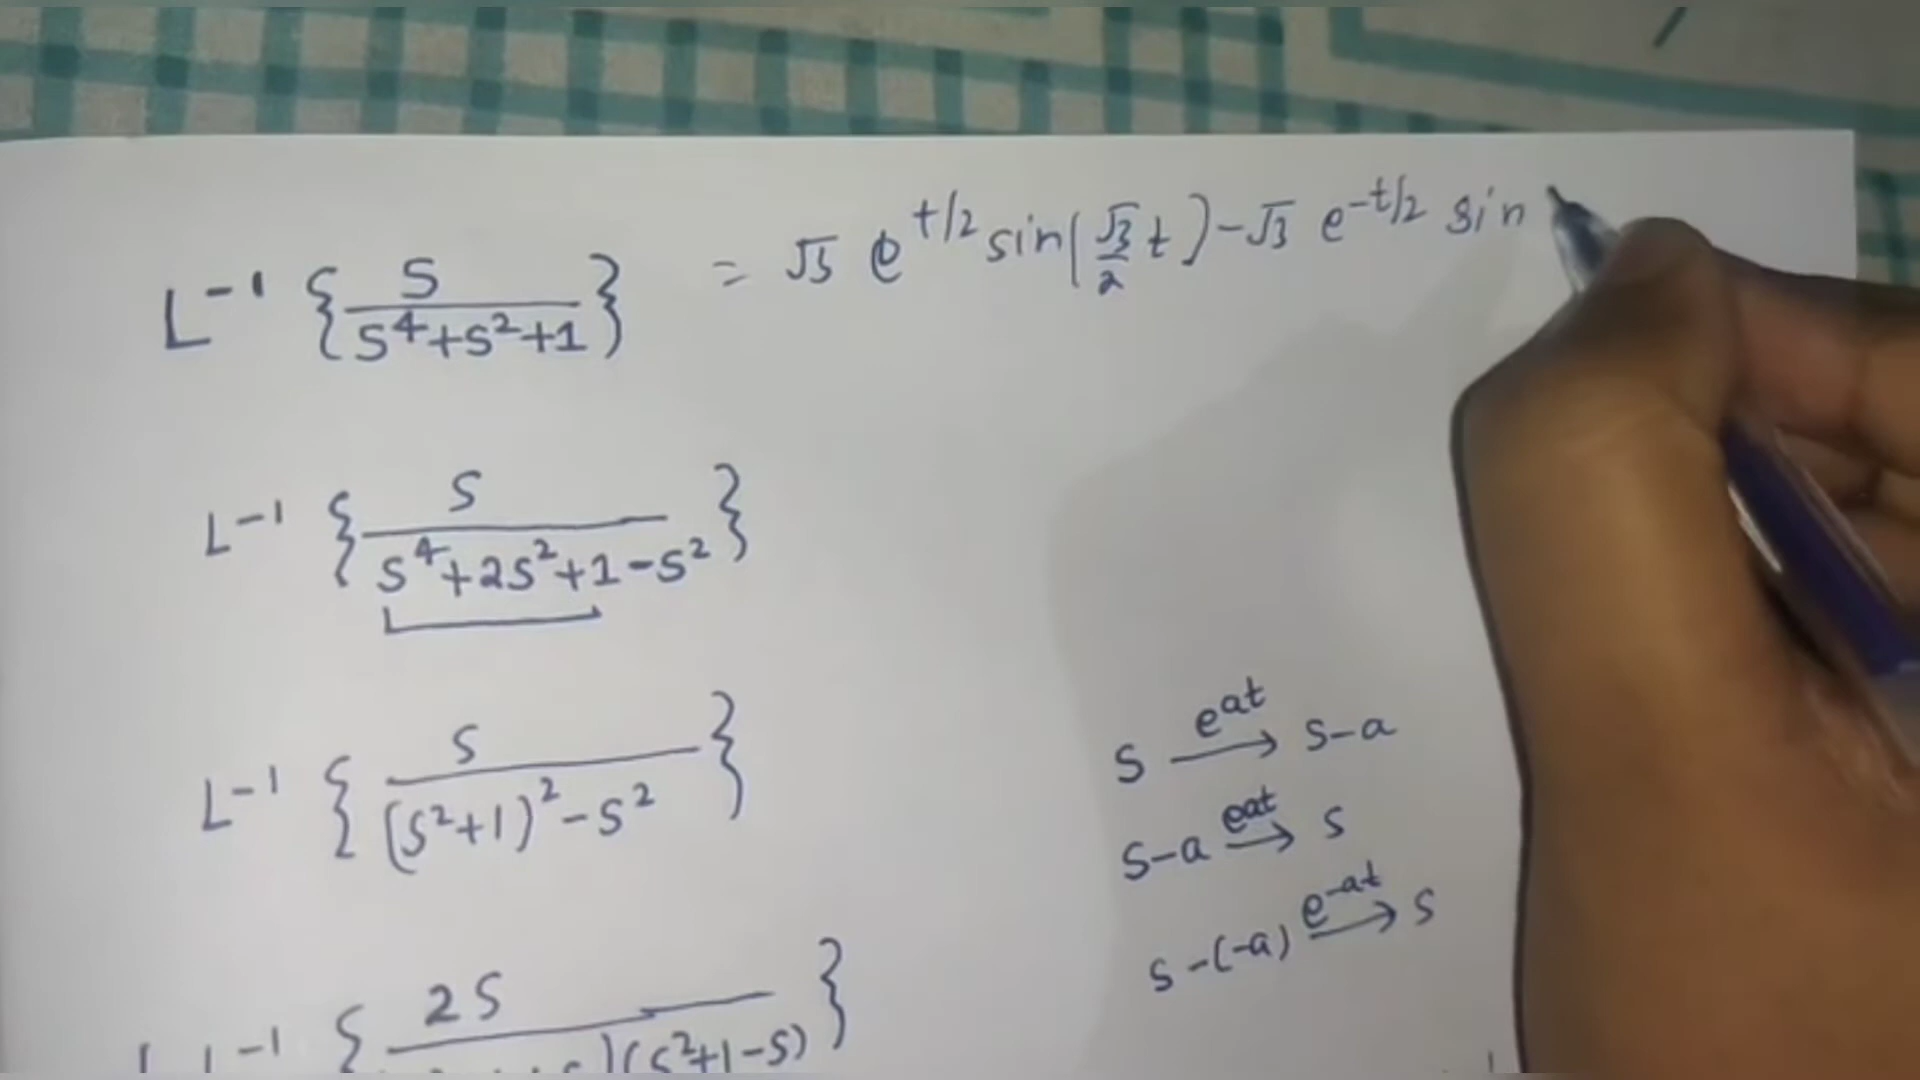 L⁻¹ { S / S⁴+S²+1 } = √3 e^t/2 sin(√3/2 t) - √3 e^-t/2 sin
L⁻¹ { S / S⁴+2S²+1-S² }
L⁻¹ { S / (S²+1)² - S² }
S →(e^at) S-a
S-a →(e^at) S
S-(-a) →(e^-at) S
L⁻¹ { 2S / )(S²+1-S) }